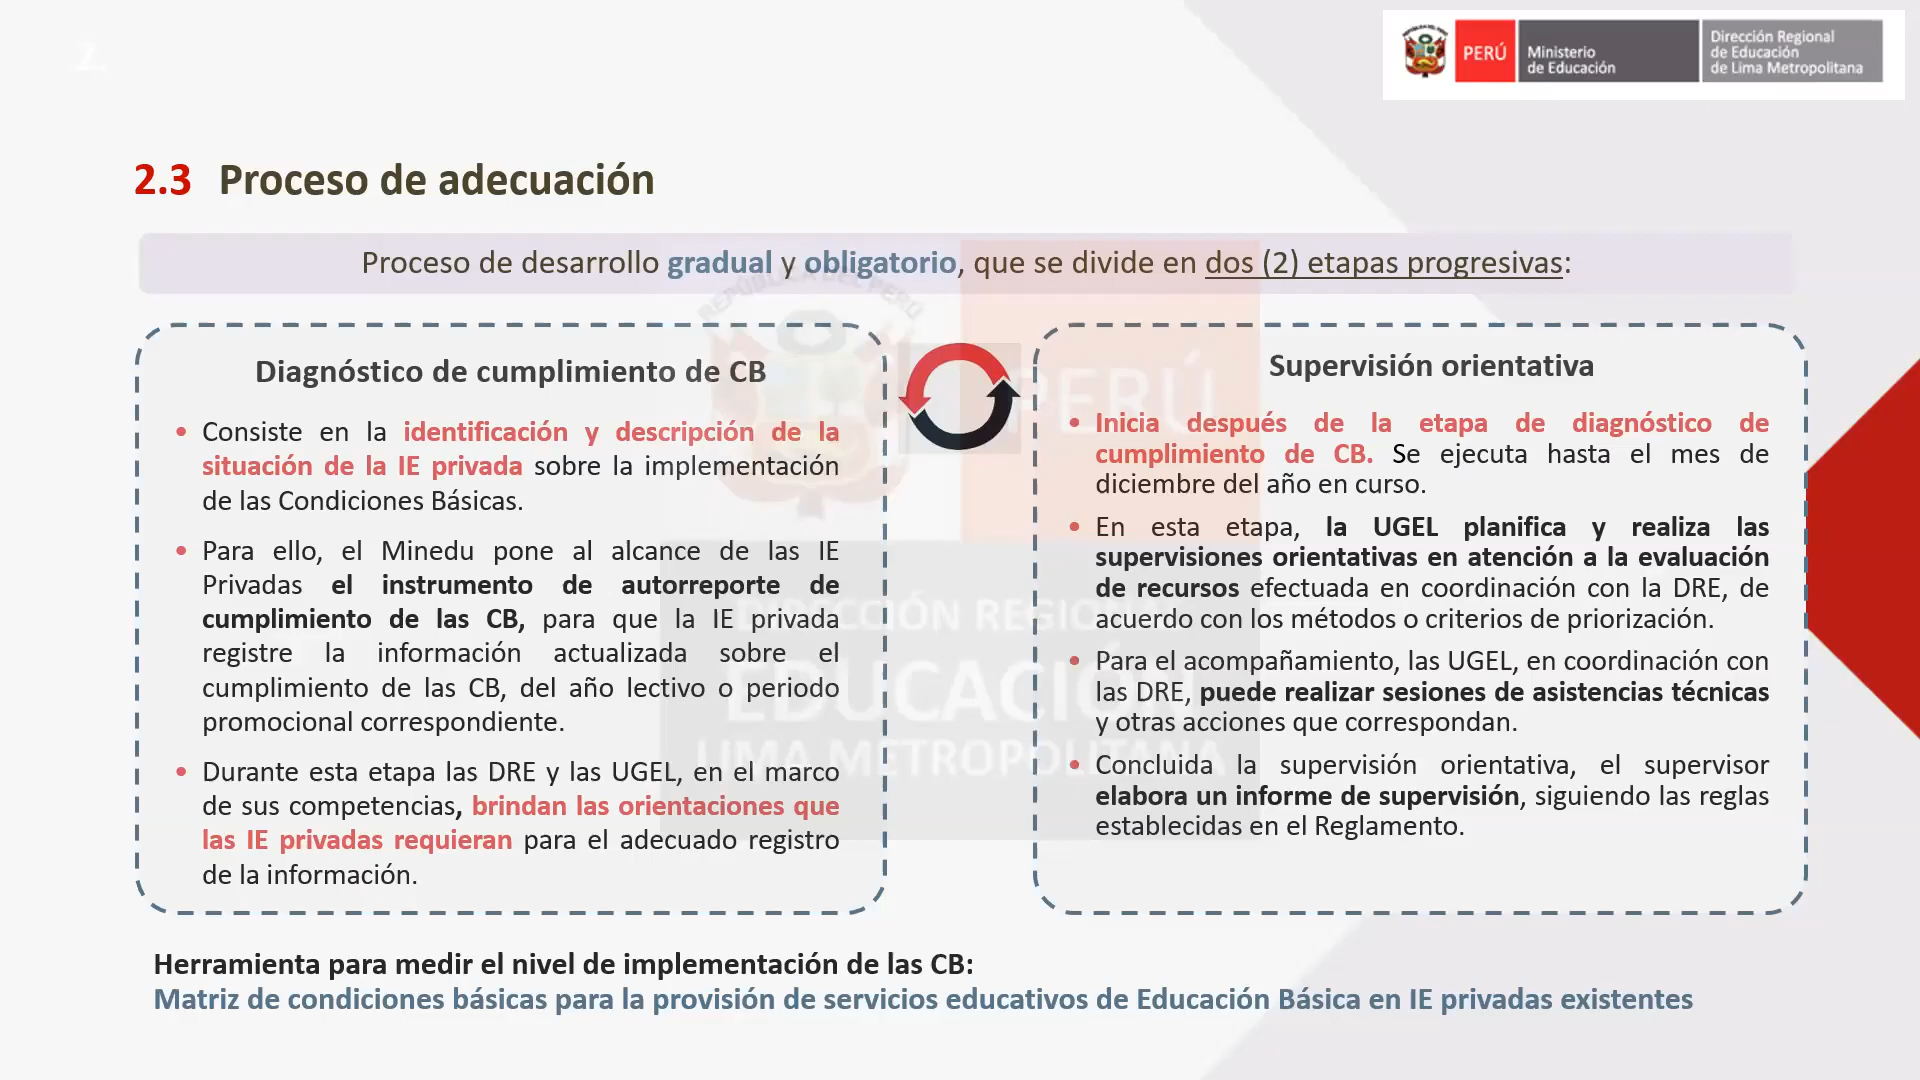 2.
PERÚ
Ministerio
de Educación
Dirección Regional
de Educación
de Lima Metropolitana
2.3 Proceso de adecuación
Proceso de desarrollo gradual y obligatorio, que se divide en dos (2) etapas progresivas:
Diagnóstico de cumplimiento de CB
• Consiste en la identificación y descripción de la
situación de la IE privada sobre la implementación
de las Condiciones Básicas.
• Para ello, el Minedu pone al alcance de las IE
Privadas el instrumento de autorreporte de
cumplimiento de las CB, para que la IE privada
registre la información actualizada sobre el
cumplimiento de las CB, del año lectivo o periodo
promocional correspondiente.
• Durante esta etapa las DRE y las UGEL, en el marco
de sus competencias, brindan las orientaciones que
las IE privadas requieran para el adecuado registro
de la información.
Supervisión orientativa
• Inicia después de la etapa de diagnóstico de
cumplimiento de CB. Se ejecuta hasta el mes de
diciembre del año en curso.
• En esta etapa, la UGEL planifica y realiza las
supervisiones orientativas en atención a la evaluación
de recursos efectuada en coordinación con la DRE, de
acuerdo con los métodos o criterios de priorización.
• Para el acompañamiento, las UGEL, en coordinación con
las DRE, puede realizar sesiones de asistencias técnicas
y otras acciones que correspondan.
• Concluida la supervisión orientativa, el supervisor
elabora un informe de supervisión, siguiendo las reglas
establecidas en el Reglamento.
REPÚBLICA DEL PERÚ
PERÚ
DIRECCIÓN REGIONAL
EDUCACIÓN
LIMA METROPOLITANA
Herramienta para medir el nivel de implementación de las CB:
Matriz de condiciones básicas para la provisión de servicios educativos de Educación Básica en IE privadas existentes